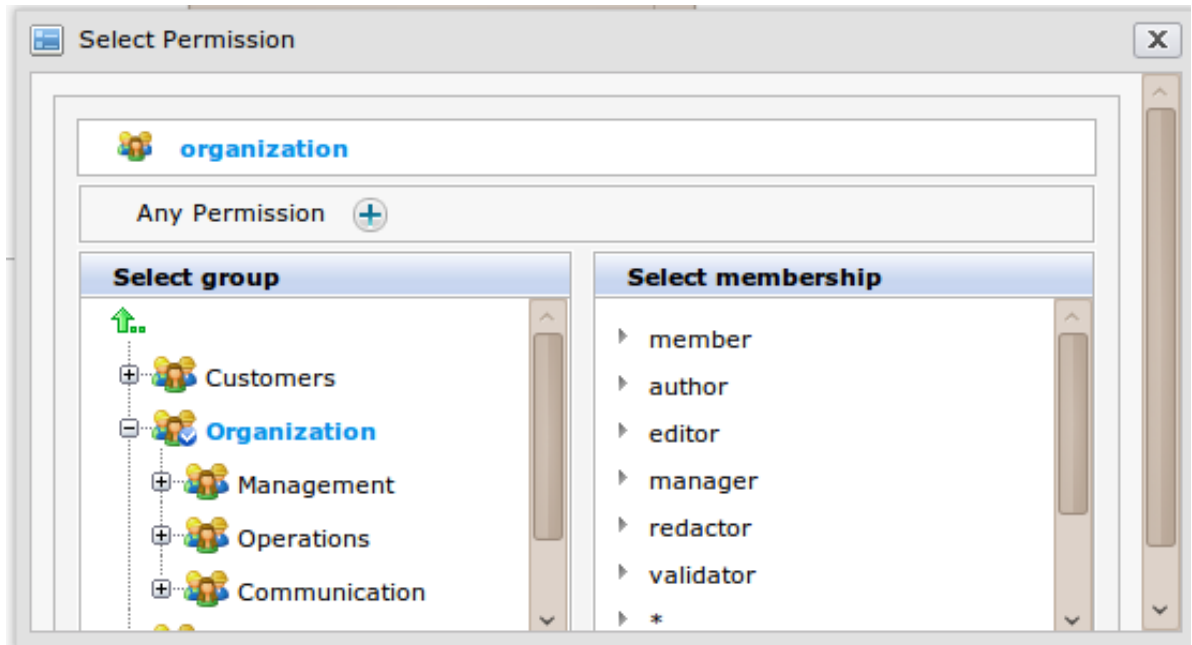 Select Permission
X
organization
Any Permission
Select group
..
Customers
Organization
Management
Operations
Communication
Select membership
member
author
editor
manager
redactor
validator
*